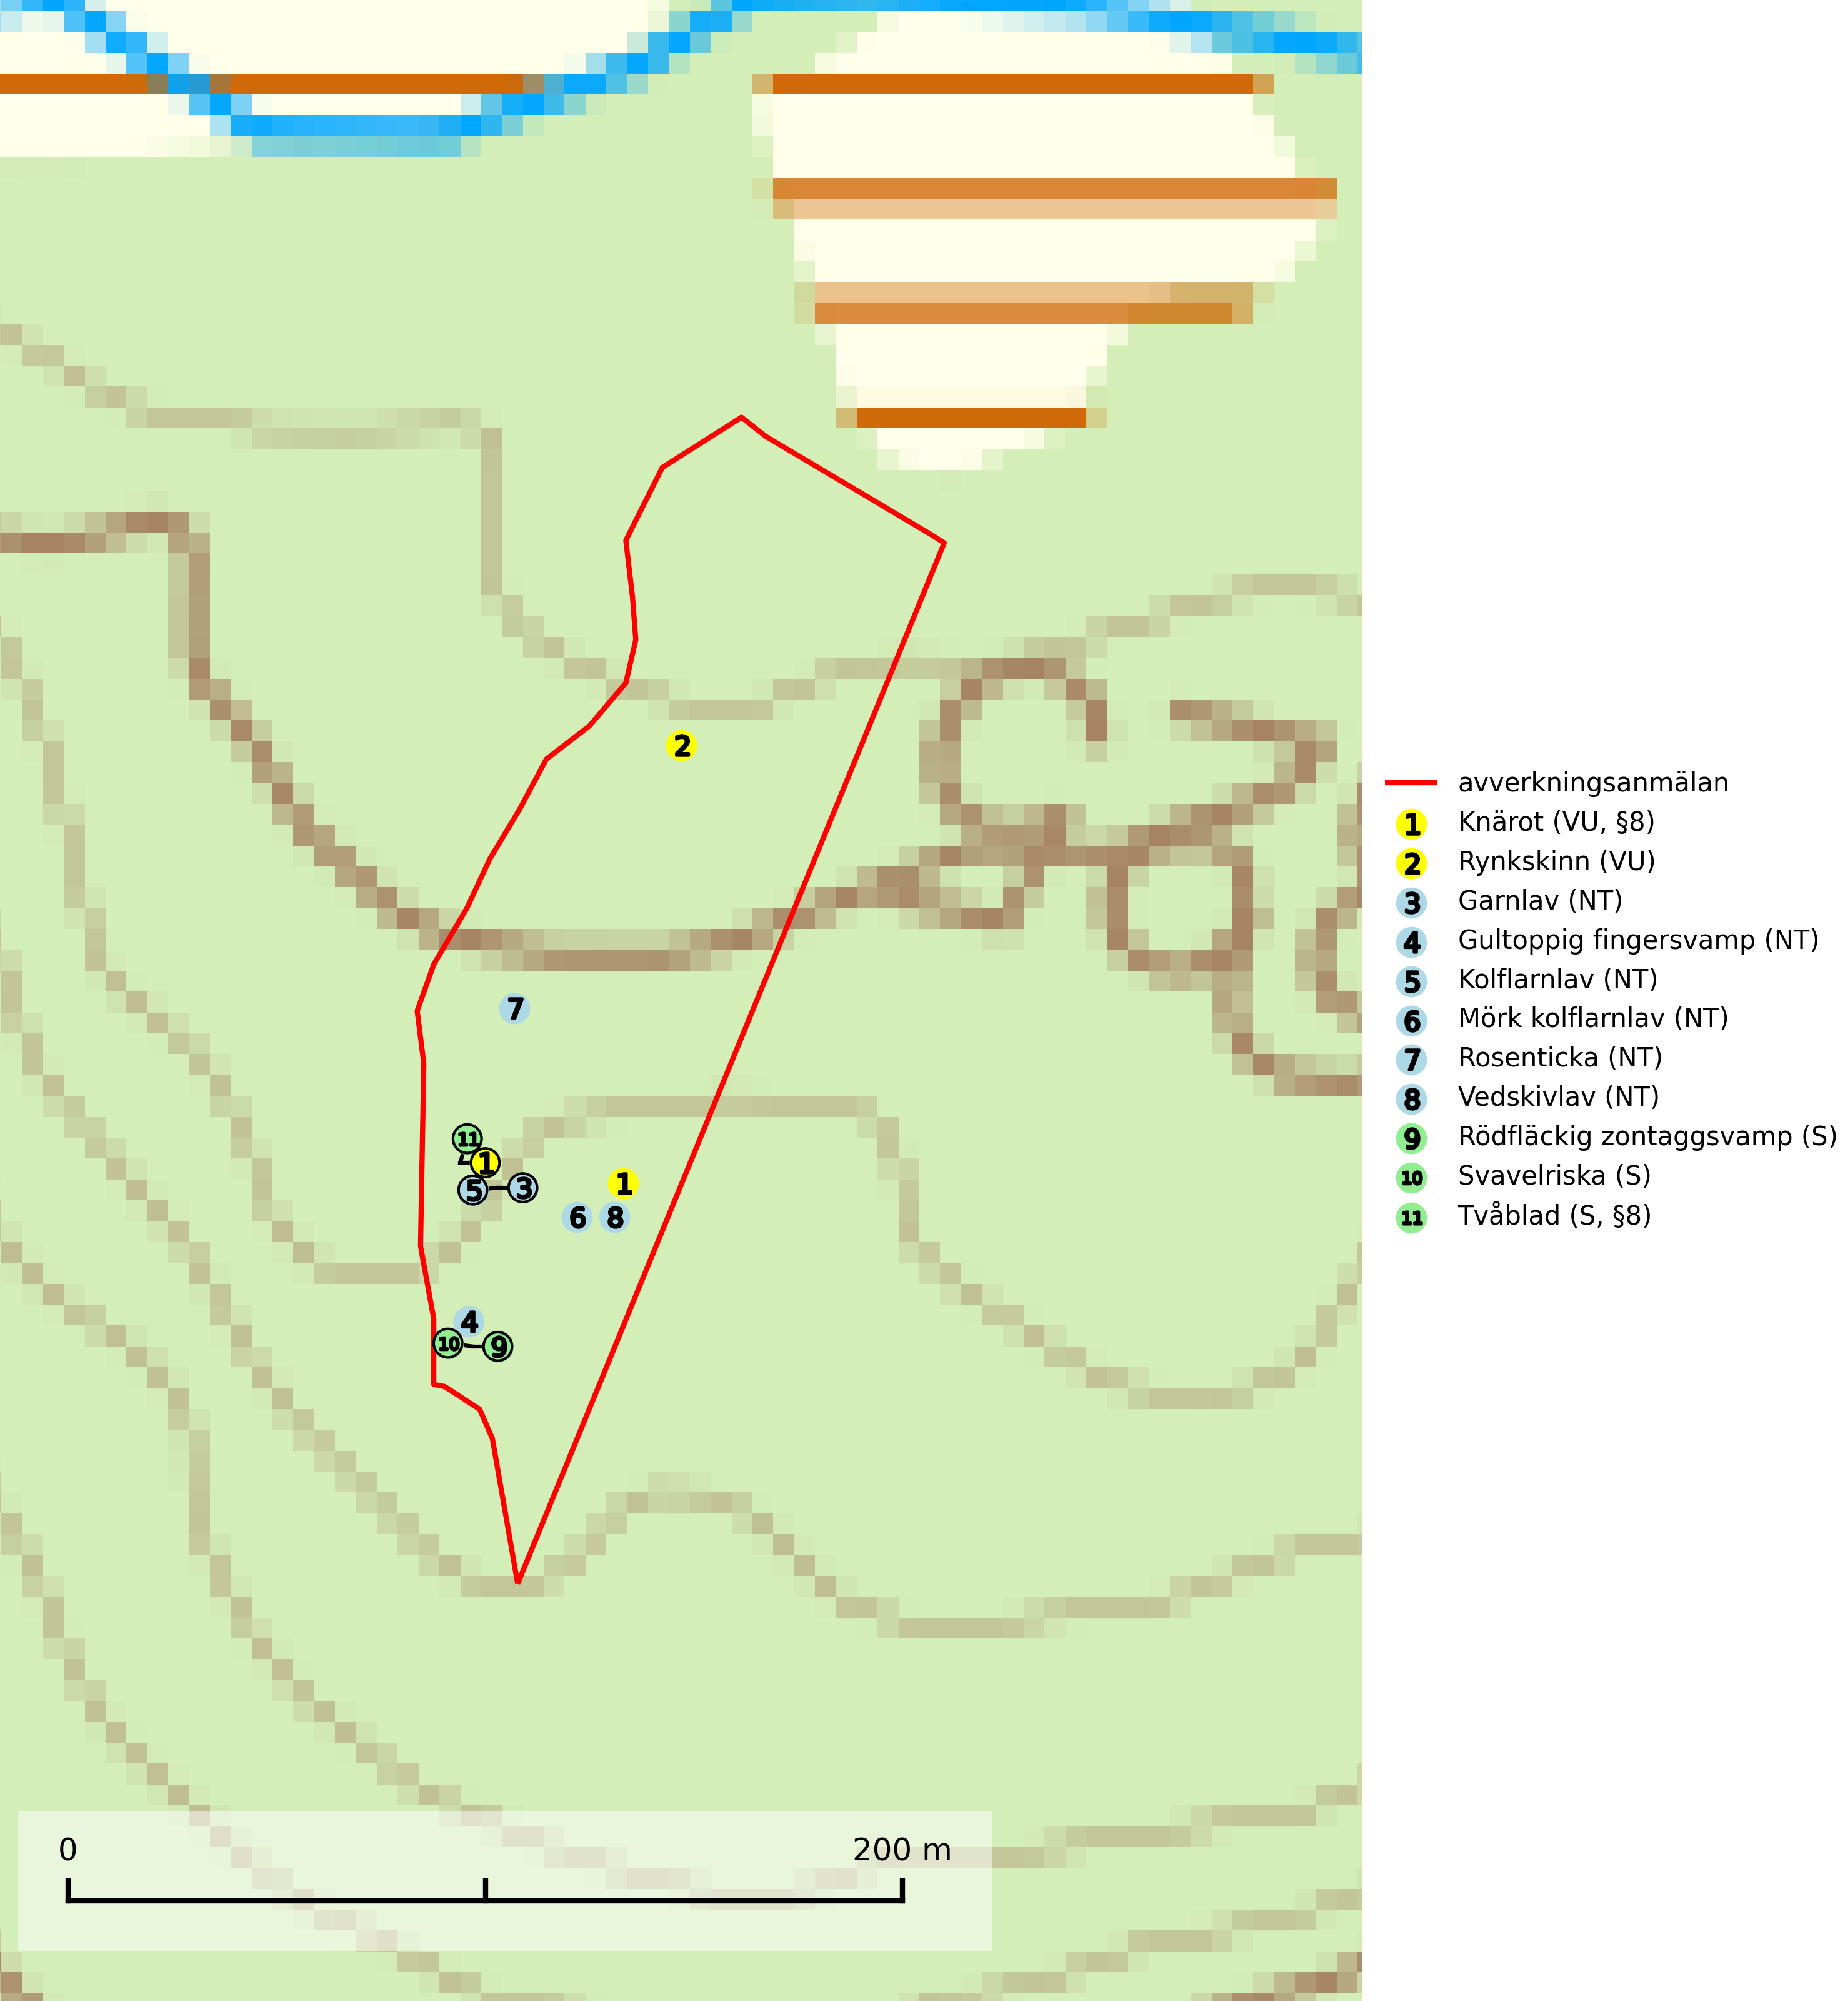 2
7
11
1
5 3
1
6 8
4
10 9
0 200 m
avverkningsanmälan
1 Knärot (VU, §8)
2 Rynkskinn (VU)
3 Garnlav (NT)
4 Gultoppig fingersvamp (NT)
5 Kolflarnlav (NT)
6 Mörk kolflarnlav (NT)
7 Rosenticka (NT)
8 Vedskivlav (NT)
9 Rödfläckig zontaggsvamp (S)
10 Svavelriska (S)
11 Tvåblad (S, §8)